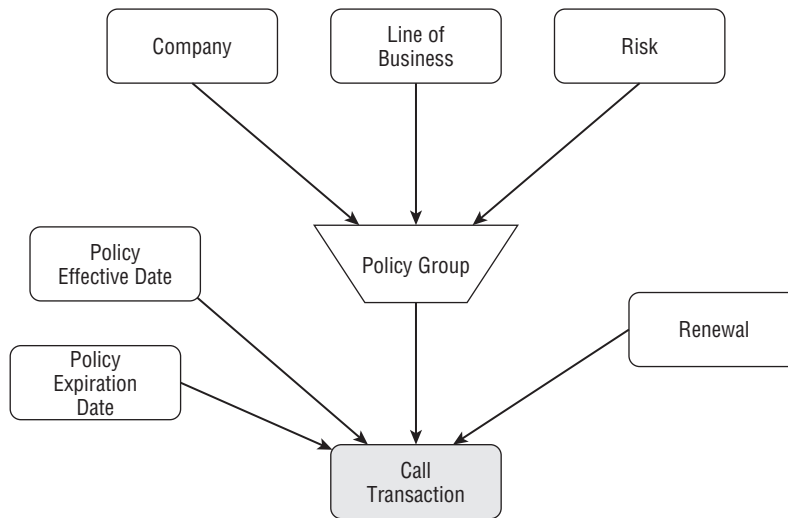 Company
Line of
Business
Risk
Policy Group
Policy
Effective Date
Renewal
Policy
Expiration
Date
Call
Transaction